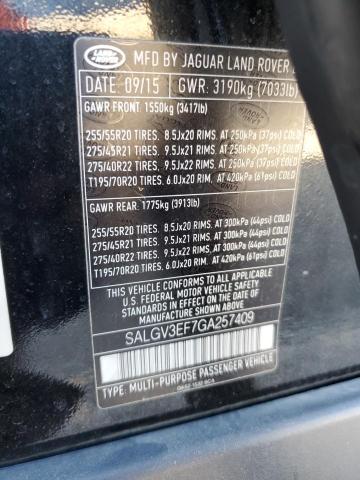 LAND ROVER
MFD BY JAGUAR LAND ROVER
DATE: 09/15 GWR: 3190kg (7033lb)
GAWR FRONT: 1550kg (3417lb)
255/55R20 TIRES, 8.5Jx20 RIMS, AT 250kPa (37psi) COLD
275/45R21 TIRES, 9.5Jx21 RIMS, AT 250kPa (37psi) COLD
275/40R22 TIRES, 9.5Jx22 RIMS, AT 250kPa (37psi) COLD
T195/70R20 TIRES, 6.0Jx20 RIM, AT 420kPa (61psi) COLD
GAWR REAR: 1775kg (3913lb)
255/55R20 TIRES, 8.5Jx20 RIMS, AT 300kPa (44psi) COLD
275/45R21 TIRES, 9.5Jx21 RIMS, AT 300kPa (44psi) COLD
275/40R22 TIRES, 9.5Jx22 RIMS, AT 300kPa (44psi) COLD
T195/70R20 TIRES, 6.0Jx20 RIM, AT 420kPa (61psi) COLD
THIS VEHICLE CONFORMS TO ALL APPLICABLE
FEDERAL MOTOR VEHICLE SAFETY STANDARDS
IN EFFECT ON THE DATE OF MANUFACTURE
SHOWN ABOVE
SALGV3EF7GA257409
TYPE: MULTI-PURPOSE PASSENGER VEHICLE